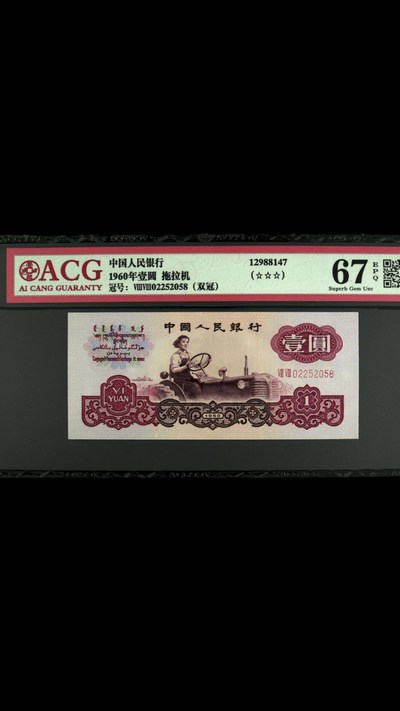 ACG
AI CANG GUARANTY
中国人民银行
1960年壹圆 拖拉机
冠号: ⅧⅧ02252058 (双冠)
12988147
(☆☆☆)
67
EPQ
Superb Gem Unc
中國人民銀行
壹圓
ⅧⅧ02252058
YI
YUAN
1960
1